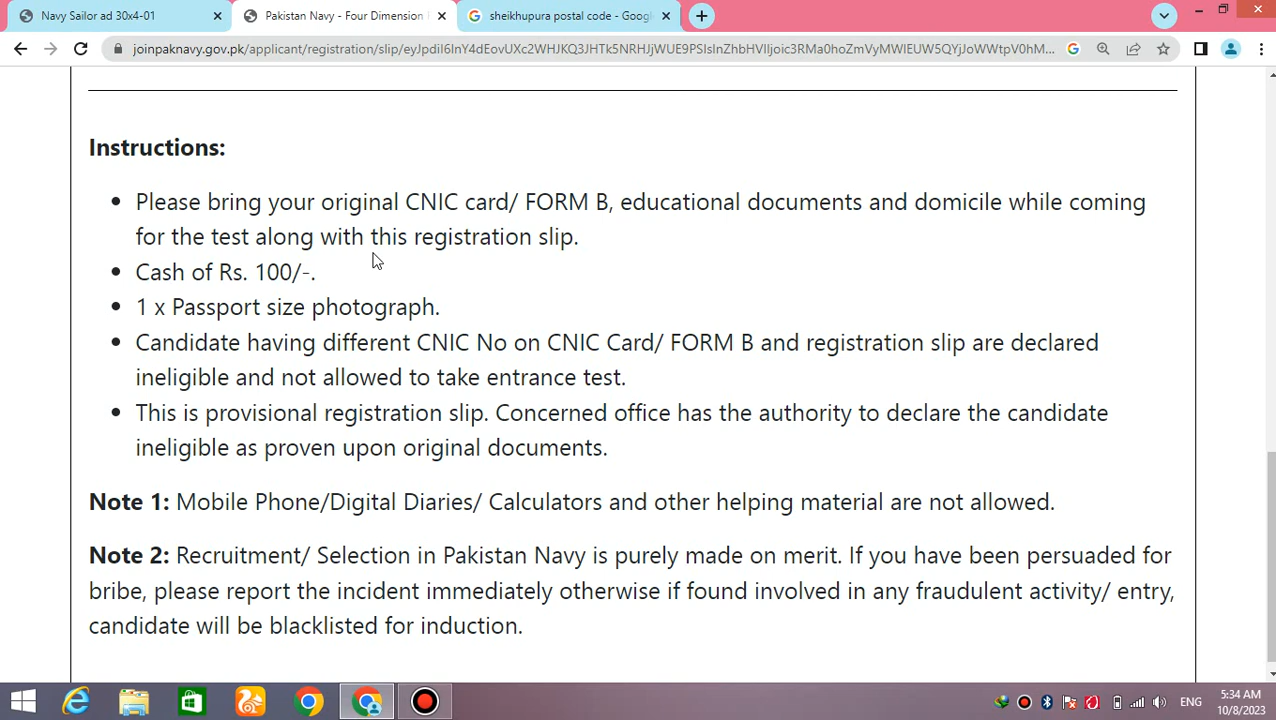 Navy Sailor ad 30x4-01
Pakistan Navy - Four Dimension
sheikhupura postal code - Goog
joinpaknavy.gov.pk/applicant/registration/slip/
Instructions:
• Please bring your original CNIC card/ FORM B, educational documents and domicile while coming
for the test along with this registration slip.
• Cash of Rs. 100/-.
• 1 x Passport size photograph.
• Candidate having different CNIC No on CNIC Card/ FORM B and registration slip are declared
ineligible and not allowed to take entrance test.
• This is provisional registration slip. Concerned office has the authority to declare the candidate
ineligible as proven upon original documents.
Note 1: Mobile Phone/Digital Diaries/ Calculators and other helping material are not allowed.
Note 2: Recruitment/ Selection in Pakistan Navy is purely made on merit. If you have been persuaded for
bribe, please report the incident immediately otherwise if found involved in any fraudulent activity/ entry,
candidate will be blacklisted for induction.
ENG
5:34 AM
10/8/2023